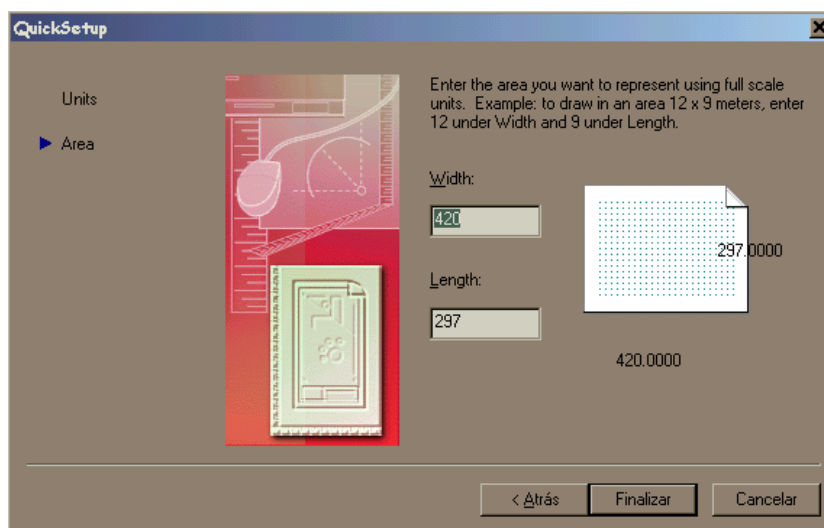 QuickSetup
Units
Area
Enter the area you want to represent using full scale
units. Example: to draw in an area 12 x 9 meters, enter
12 under Width and 9 under Length.
Width:
420
297.0000
Length:
297
420.0000
< Atrás
Finalizar
Cancelar